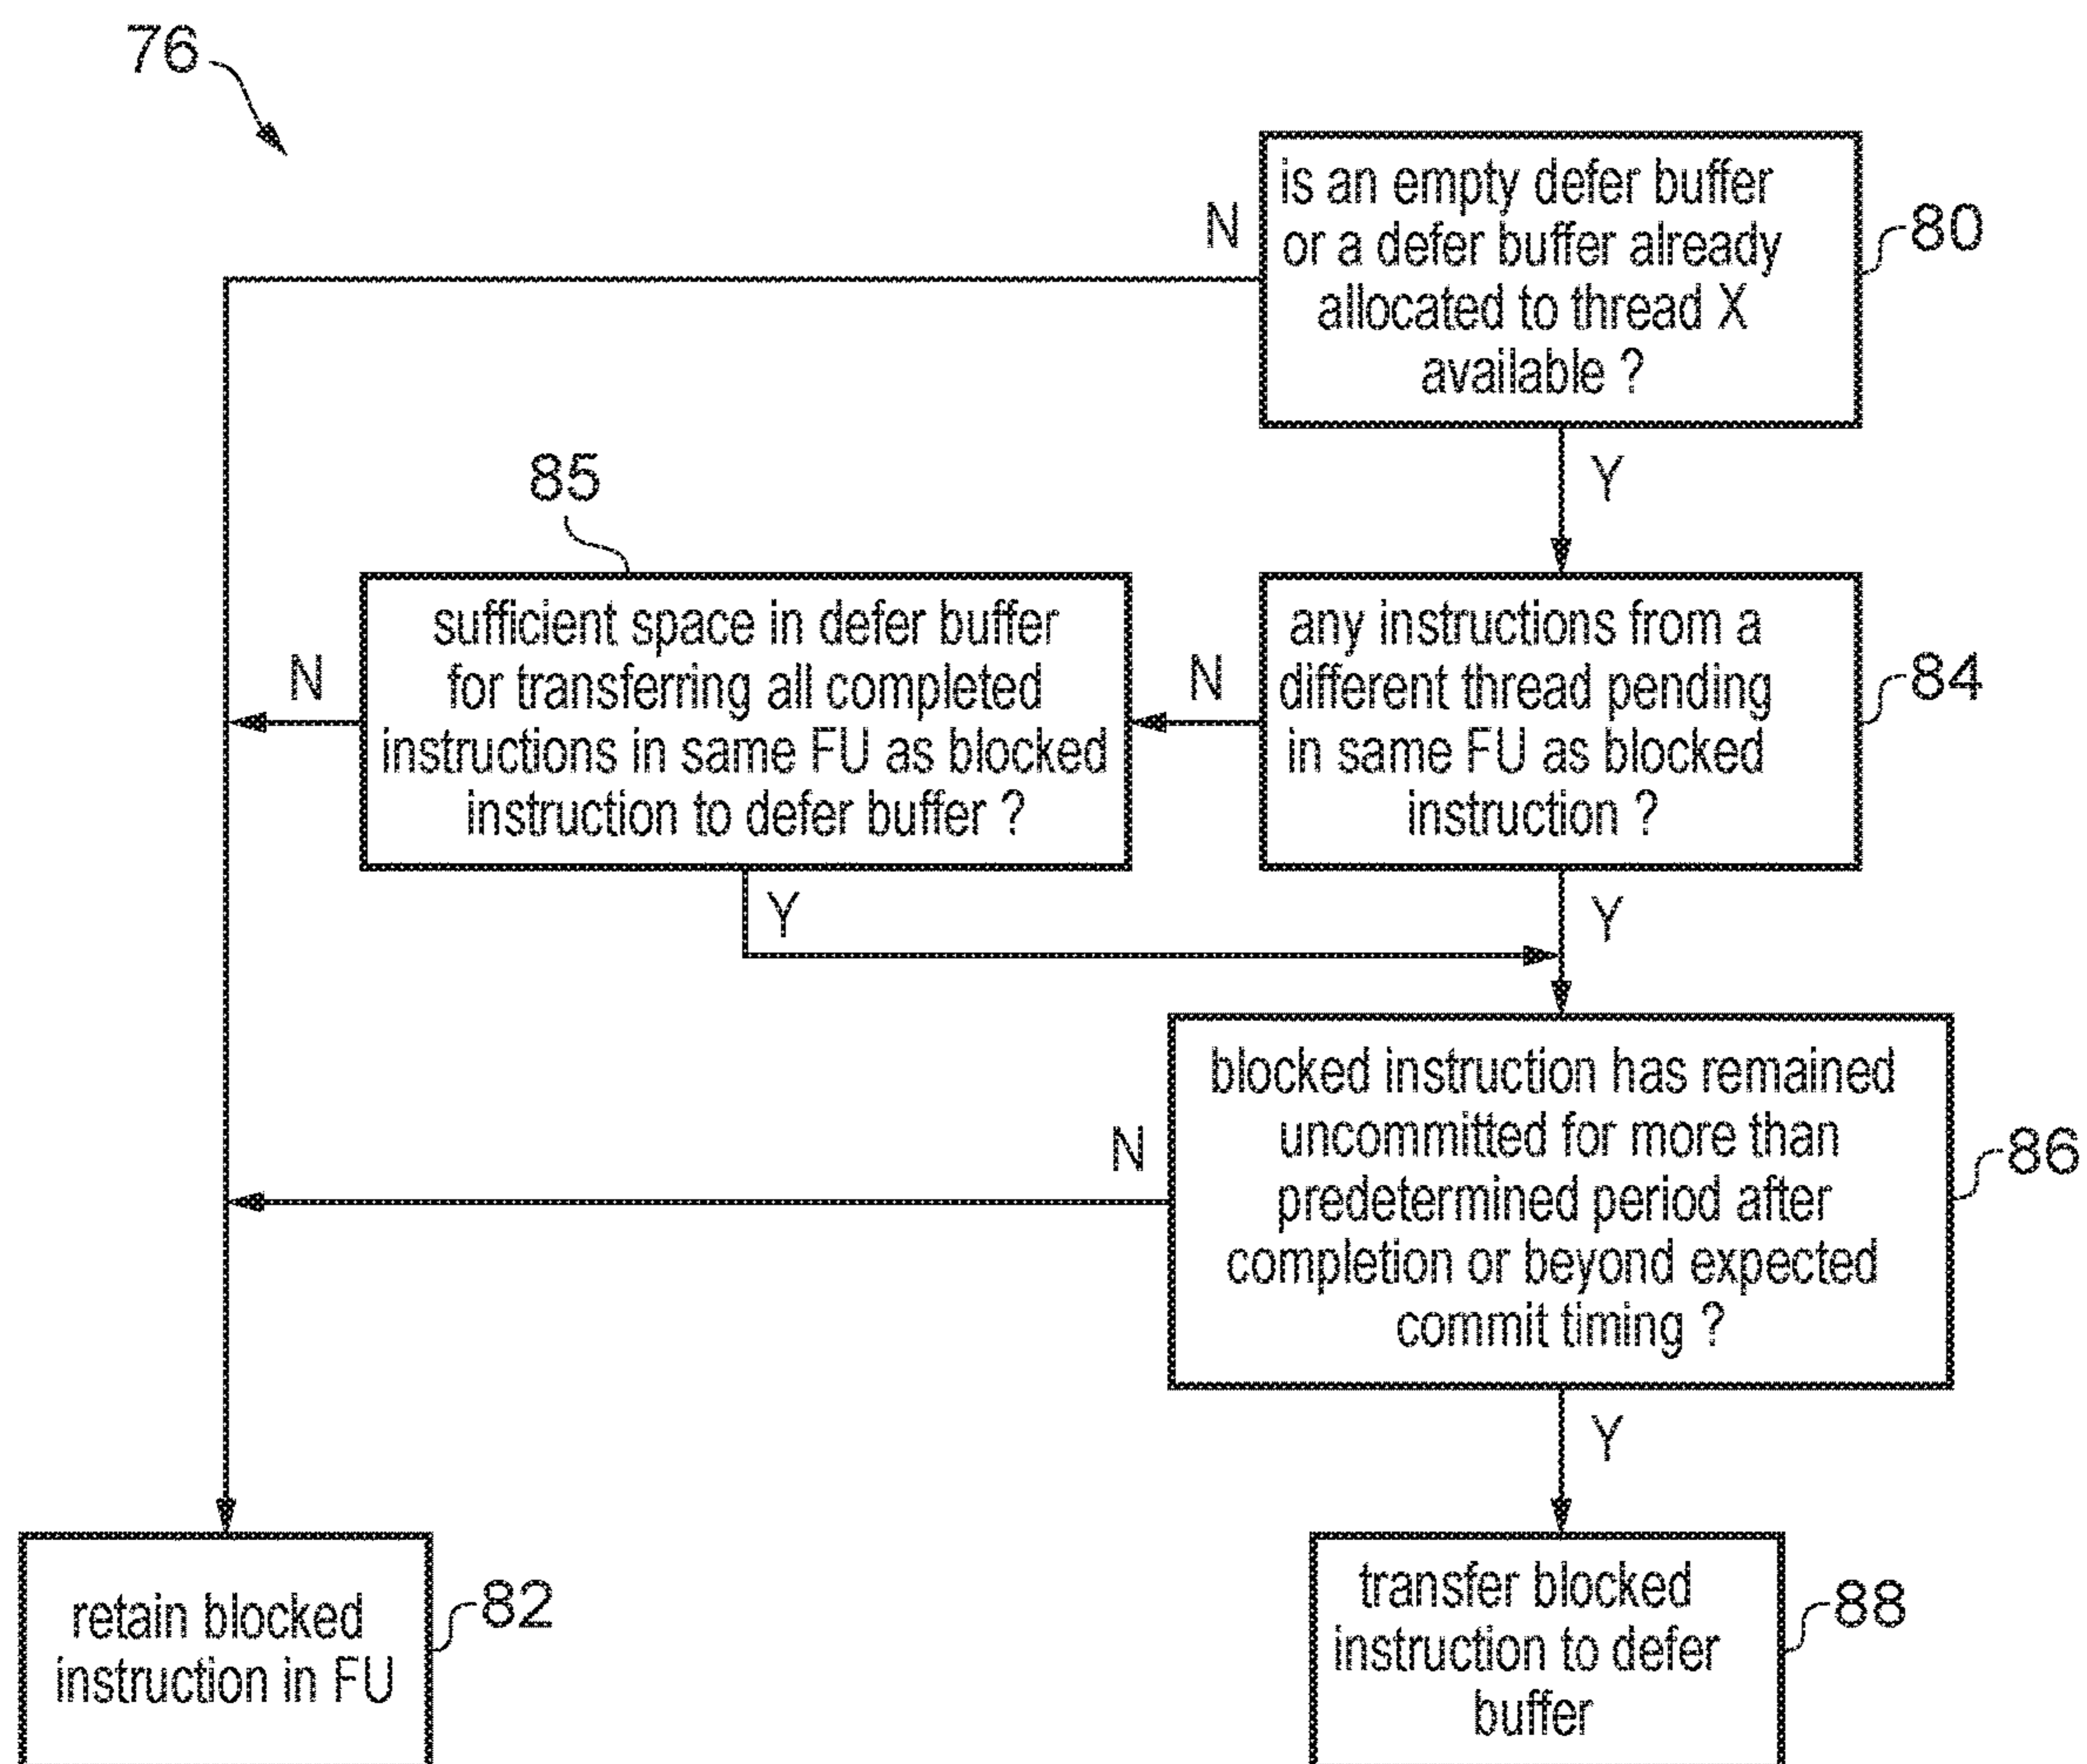 76
is an empty defer buffer
or a defer buffer already
allocated to thread X
available ?
80
N
Y
85
sufficient space in defer buffer
for transferring all completed
instructions in same FU as blocked
instruction to defer buffer ?
N
Y
any instructions from a
different thread pending
in same FU as blocked
instruction ?
84
N
Y
blocked instruction has remained
uncommitted for more than
predetermined period after
completion or beyond expected
commit timing ?
86
N
Y
retain blocked
instruction in FU
82
transfer blocked
instruction to defer
buffer
88